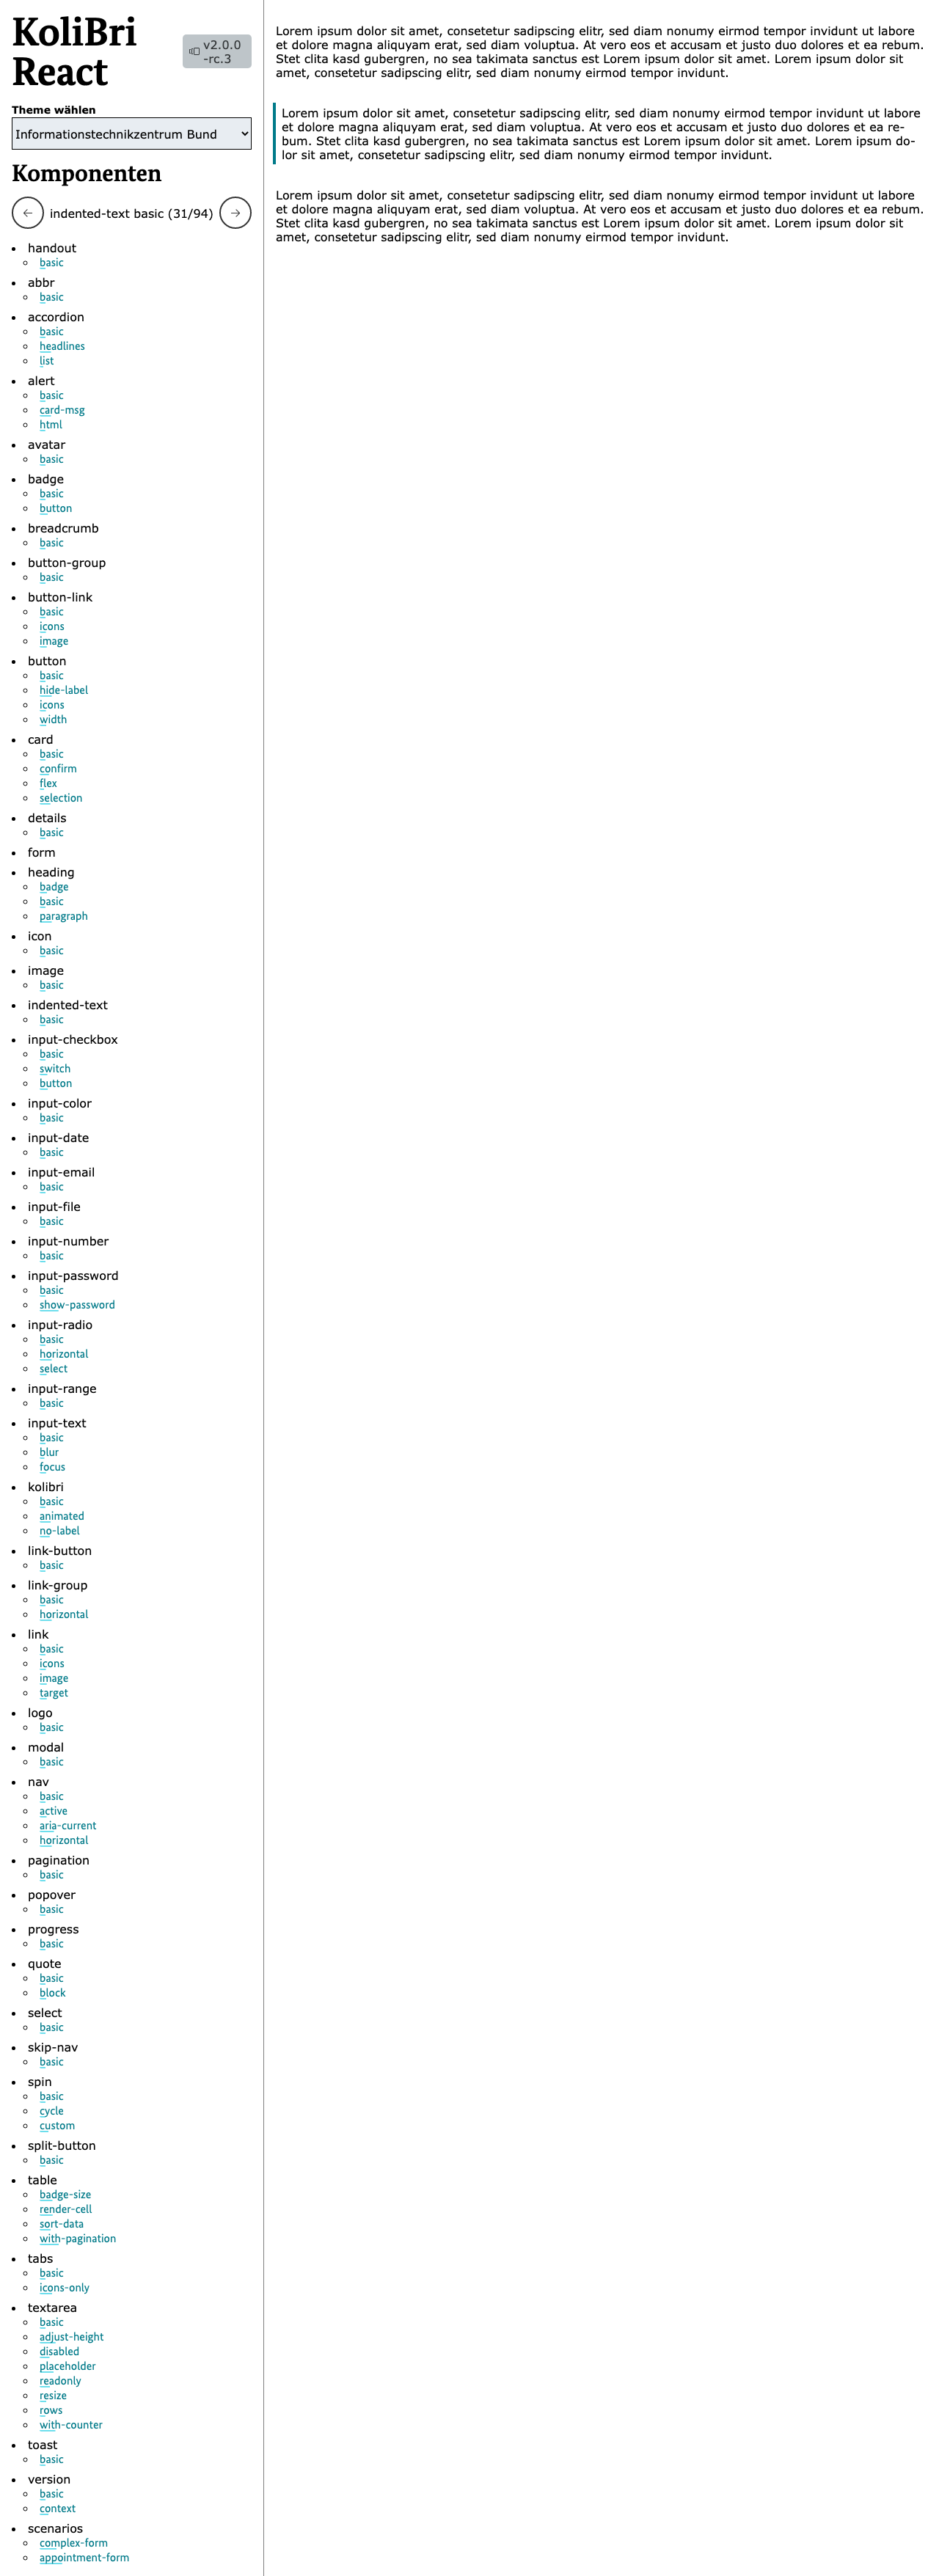 KoliBri
React
v2.0.0
-rc.3
Theme wählen
Informationstechnikzentrum Bund
Komponenten
indented-text basic (31/94)
handout
basic
abbr
basic
accordion
basic
headlines
list
alert
basic
card-msg
html
avatar
basic
badge
basic
button
breadcrumb
basic
button-group
basic
button-link
basic
icons
image
button
basic
hide-label
icons
width
card
basic
confirm
flex
selection
details
basic
form
heading
badge
basic
paragraph
icon
basic
image
basic
indented-text
basic
input-checkbox
basic
switch
button
input-color
basic
input-date
basic
input-email
basic
input-file
basic
input-number
basic
input-password
basic
show-password
input-radio
basic
horizontal
select
input-range
basic
input-text
basic
blur
focus
kolibri
basic
animated
no-label
link-button
basic
link-group
basic
horizontal
link
basic
icons
image
target
logo
basic
modal
basic
nav
basic
active
aria-current
horizontal
pagination
basic
popover
basic
progress
basic
quote
basic
block
select
basic
skip-nav
basic
spin
basic
cycle
custom
split-button
basic
table
badge-size
render-cell
sort-data
with-pagination
tabs
basic
icons-only
textarea
basic
adjust-height
disabled
placeholder
readonly
resize
rows
with-counter
toast
basic
version
basic
context
scenarios
complex-form
appointment-form
Lorem ipsum dolor sit amet, consetetur sadipscing elitr, sed diam nonumy eirmod tempor invidunt ut labore
et dolore magna aliquyam erat, sed diam voluptua. At vero eos et accusam et justo duo dolores et ea rebum.
Stet clita kasd gubergren, no sea takimata sanctus est Lorem ipsum dolor sit amet. Lorem ipsum dolor sit
amet, consetetur sadipscing elitr, sed diam nonumy eirmod tempor invidunt.
Lorem ipsum dolor sit amet, consetetur sadipscing elitr, sed diam nonumy eirmod tempor invidunt ut labore
et dolore magna aliquyam erat, sed diam voluptua. At vero eos et accusam et justo duo dolores et ea re-
bum. Stet clita kasd gubergren, no sea takimata sanctus est Lorem ipsum dolor sit amet. Lorem ipsum do-
lor sit amet, consetetur sadipscing elitr, sed diam nonumy eirmod tempor invidunt.
Lorem ipsum dolor sit amet, consetetur sadipscing elitr, sed diam nonumy eirmod tempor invidunt ut labore
et dolore magna aliquyam erat, sed diam voluptua. At vero eos et accusam et justo duo dolores et ea rebum.
Stet clita kasd gubergren, no sea takimata sanctus est Lorem ipsum dolor sit amet. Lorem ipsum dolor sit
amet, consetetur sadipscing elitr, sed diam nonumy eirmod tempor invidunt.